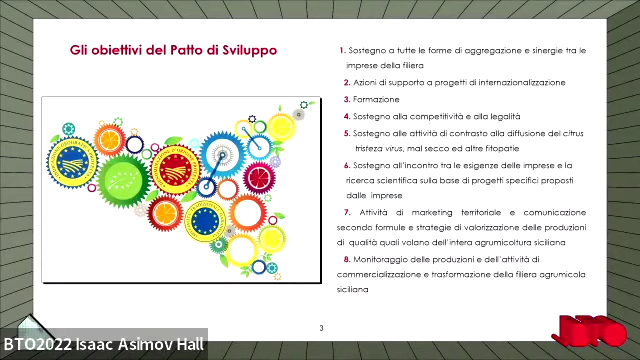 Gli obiettivi del Patto di Sviluppo
1. Sostegno a tutte le forme di aggregazione e sinergie tra le
imprese della filiera
2. Azioni di supporto a progetti di internazionalizzazione
3. Formazione
4. Sostegno alla competitività e alla legalità
5. Sostegno alle attività di contrasto alla diffusione del citrus
tristeza virus, mal secco ed altre fitopatie
6. Sostegno all'incontro tra le esigenze delle imprese e la
ricerca scientifica sulla base di progetti specifici proposti
dalle imprese
7. Attività di marketing territoriale e comunicazione
secondo formule e strategie di valorizzazione delle produzioni
di qualità quali volano dell'intera agrumicoltura siciliana
8. Monitoraggio delle produzioni e dell'attività di
commercializzazione e trasformazione della filiera agrumicola
siciliana
3
BTO
BTO2022 Isaac Asimov Hall